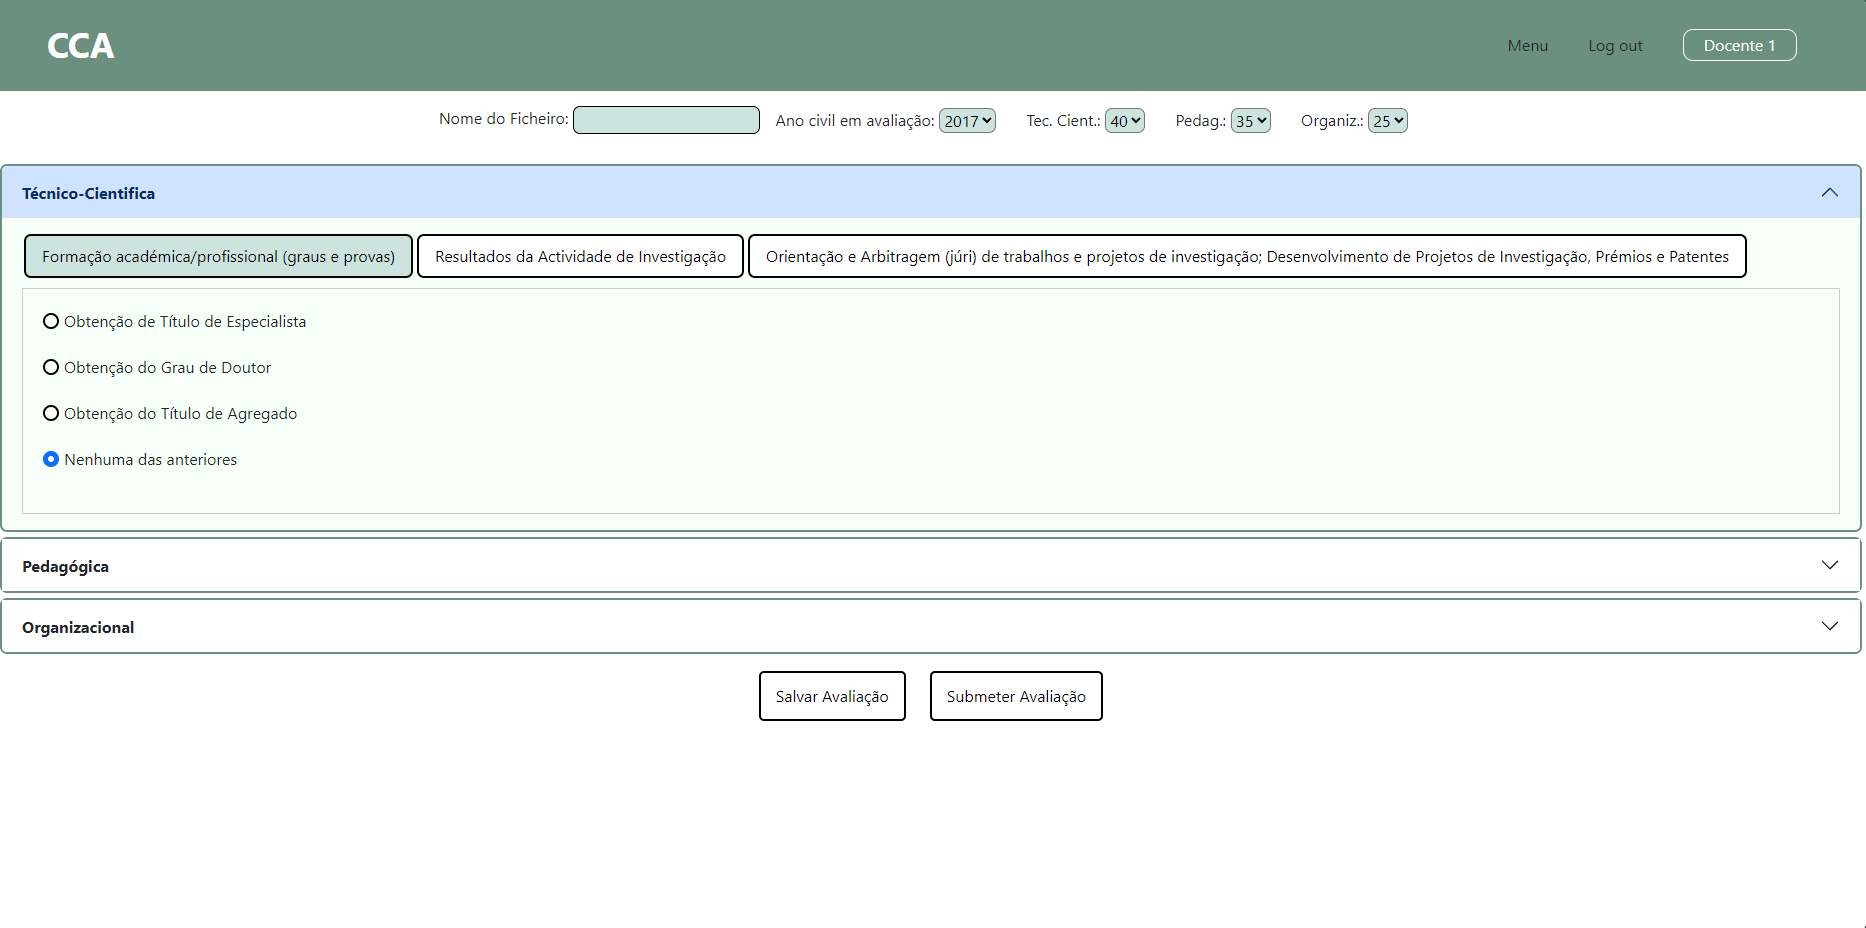 CCA
Menu
Log out
Docente 1
Nome do Ficheiro:
Ano civil em avaliação: 2017
Tec. Cient.: 40
Pedag.: 35
Organiz.: 25
Técnico-Cientifica
Formação académica/profissional (graus e provas)
Resultados da Actividade de Investigação
Orientação e Arbitragem (júri) de trabalhos e projetos de investigação; Desenvolvimento de Projetos de Investigação, Prémios e Patentes
Obtenção de Título de Especialista
Obtenção do Grau de Doutor
Obtenção do Título de Agregado
Nenhuma das anteriores
Pedagógica
Organizacional
Salvar Avaliação
Submeter Avaliação